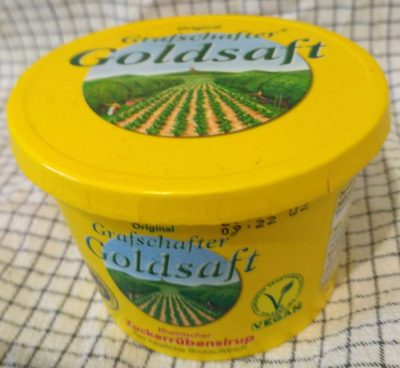 Original
Grafschafter
Goldsaft
Original
Grafschafter
Goldsaft
09.22
VEGAN
Rheinischer
Zuckerrübensirup